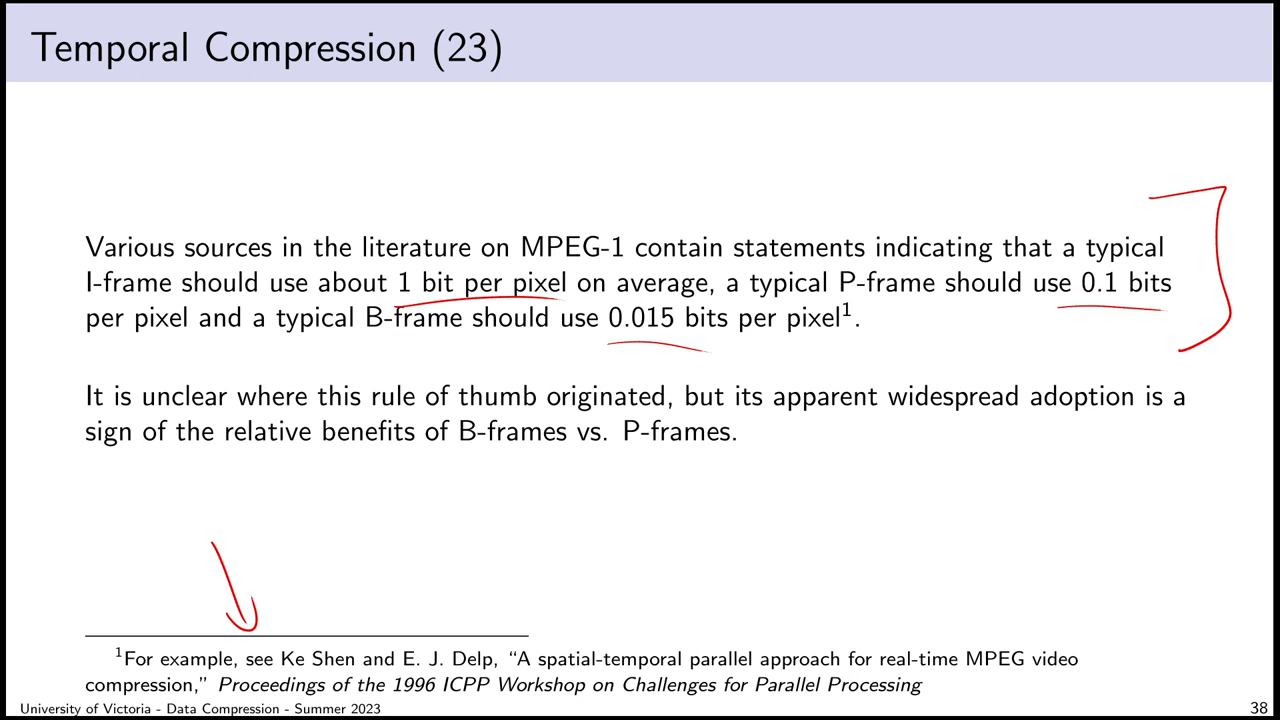 Temporal Compression (23)
Various sources in the literature on MPEG-1 contain statements indicating that a typical
I-frame should use about 1 bit per pixel on average, a typical P-frame should use 0.1 bits
per pixel and a typical B-frame should use 0.015 bits per pixel¹.
It is unclear where this rule of thumb originated, but its apparent widespread adoption is a
sign of the relative benefits of B-frames vs. P-frames.
¹For example, see Ke Shen and E. J. Delp, “A spatial-temporal parallel approach for real-time MPEG video
compression,” Proceedings of the 1996 ICPP Workshop on Challenges for Parallel Processing
University of Victoria - Data Compression - Summer 2023
38